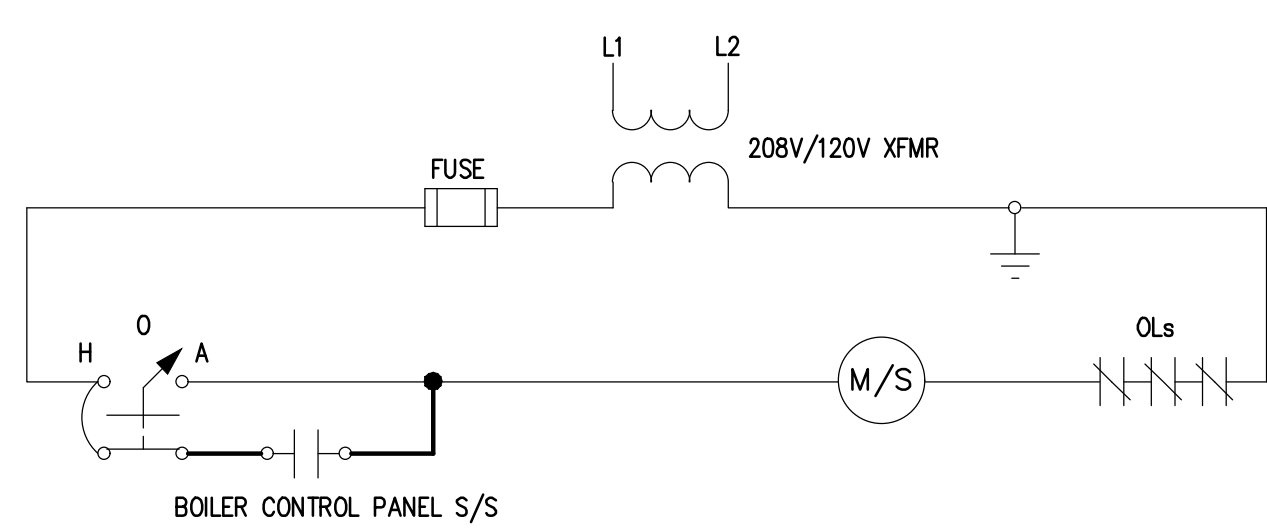 L1
L2
208V/120V XFMR
FUSE
O
H
A
OLs
M/S
BOILER CONTROL PANEL S/S